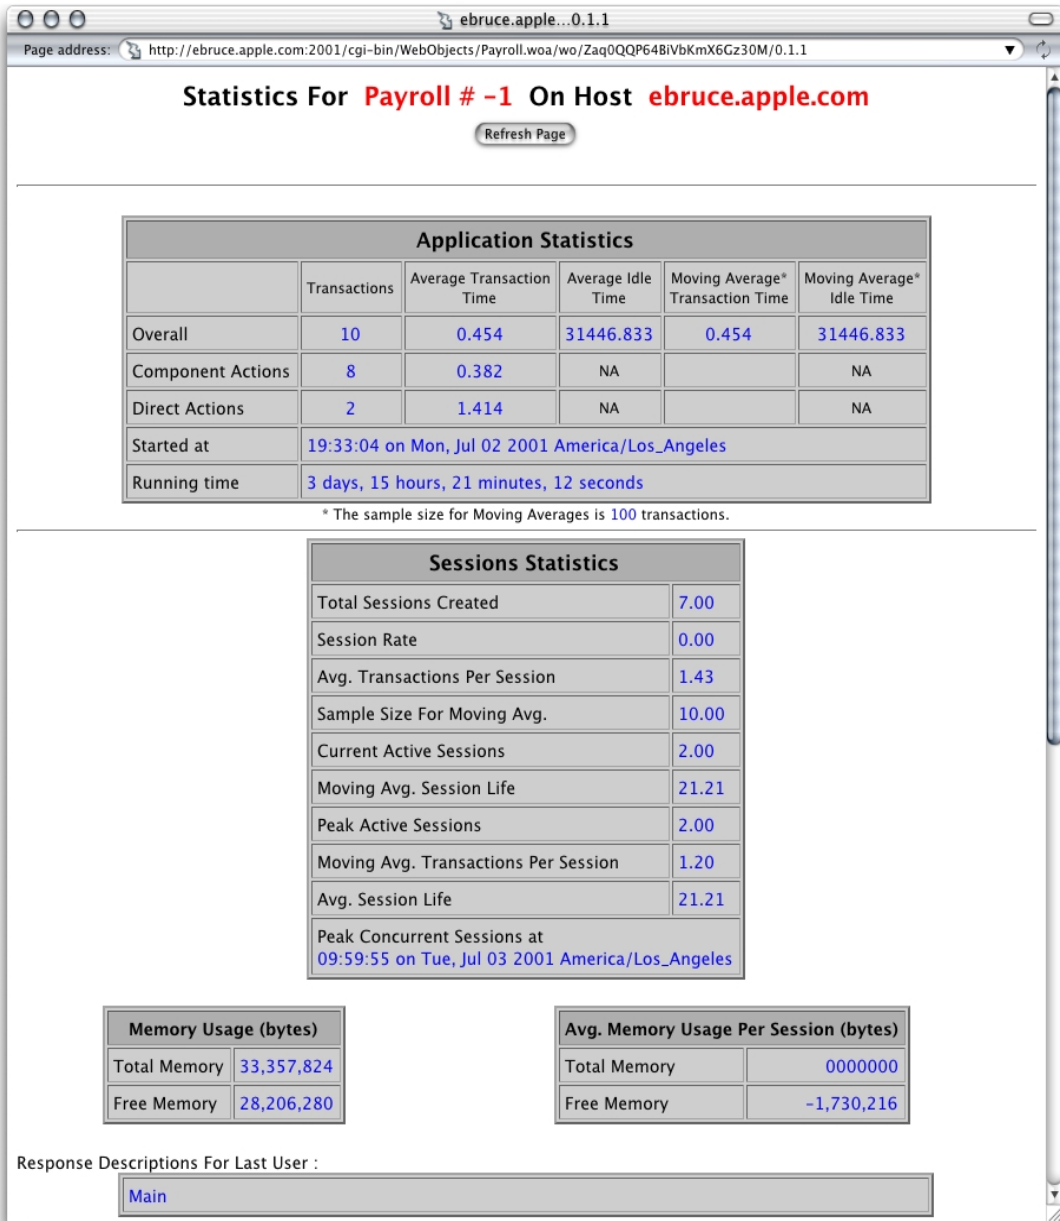 ebruce.apple...0.1.1
Page address: http://ebruce.apple.com:2001/cgi-bin/WebObjects/Payroll.woa/wo/Zaq0QQP64BiVbKmX6Gz30M/0.1.1
Statistics For Payroll # -1 On Host ebruce.apple.com
Refresh Page
Application Statistics
Transactions Average Transaction Time Average Idle Time Moving Average* Transaction Time Moving Average* Idle Time
Overall 10 0.454 31446.833 0.454 31446.833
Component Actions 8 0.382 NA NA
Direct Actions 2 1.414 NA NA
Started at 19:33:04 on Mon, Jul 02 2001 America/Los_Angeles
Running time 3 days, 15 hours, 21 minutes, 12 seconds
* The sample size for Moving Averages is 100 transactions.
Sessions Statistics
Total Sessions Created 7.00
Session Rate 0.00
Avg. Transactions Per Session 1.43
Sample Size For Moving Avg. 10.00
Current Active Sessions 2.00
Moving Avg. Session Life 21.21
Peak Active Sessions 2.00
Moving Avg. Transactions Per Session 1.20
Avg. Session Life 21.21
Peak Concurrent Sessions at
09:59:55 on Tue, Jul 03 2001 America/Los_Angeles
Memory Usage (bytes)
Total Memory 33,357,824
Free Memory 28,206,280
Avg. Memory Usage Per Session (bytes)
Total Memory 0000000
Free Memory -1,730,216
Response Descriptions For Last User :
Main